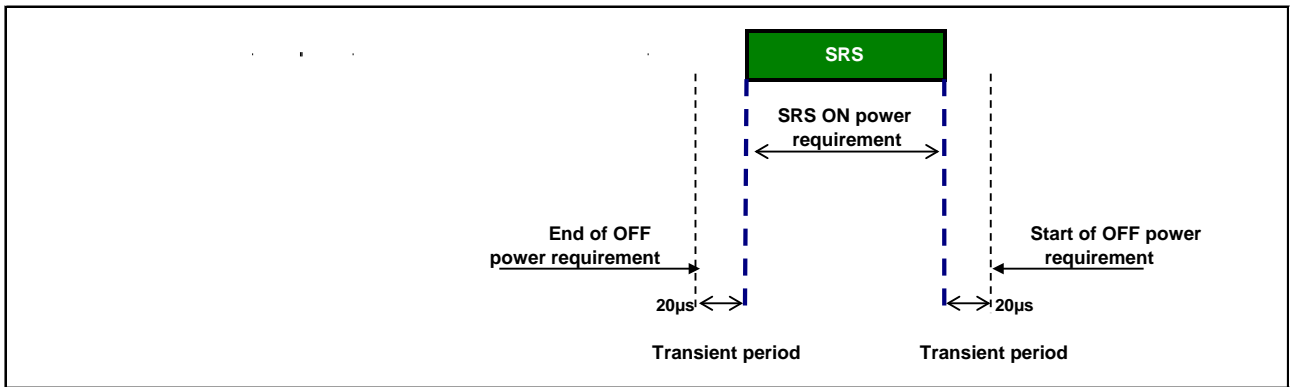 SRS
SRS ON power
requirement
End of OFF
power requirement
Start of OFF power
requirement
20µs
20µs
Transient period
Transient period